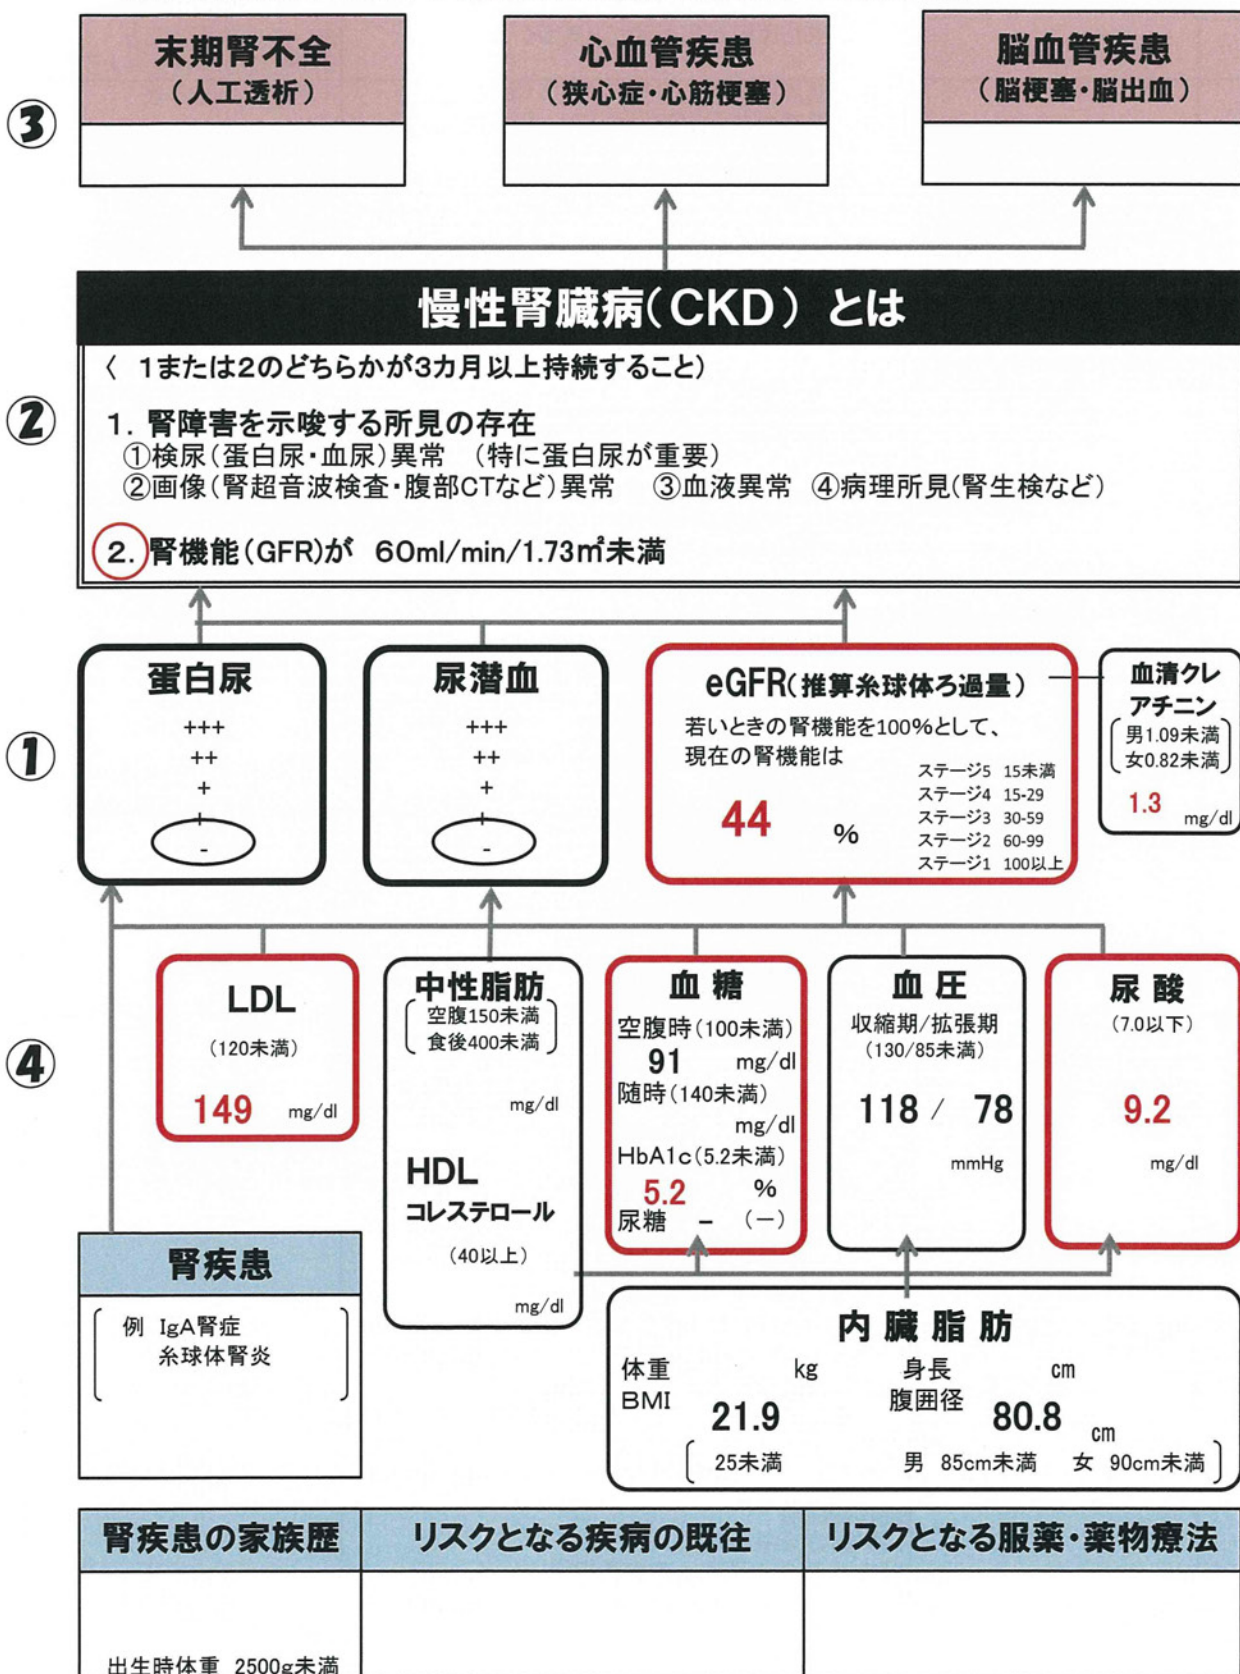 末期腎不全
(人工透析)
心血管疾患
(狭心症・心筋梗塞)
脳血管疾患
(脳梗塞・脳出血)
③
慢性腎臓病(CKD) とは
〈 1または2のどちらかが3カ月以上持続すること)
②
1. 腎障害を示唆する所見の存在
①検尿(蛋白尿・血尿)異常 (特に蛋白尿が重要)
②画像(腎超音波検査・腹部CTなど)異常 ③血液異常 ④病理所見(腎生検など)
2. 腎機能(GFR)が 60ml/min/1.73㎡未満
①
蛋白尿
+++
++
+
+
-
尿潜血
+++
++
+
-
eGFR(推算糸球体ろ過量)
若いときの腎機能を100%として、
現在の腎機能は
44 %
ステージ5 15未満
ステージ4 15-29
ステージ3 30-59
ステージ2 60-99
ステージ1 100以上
血清クレ
アチニン
男1.09未満
女0.82未満
1.3 mg/dl
④
LDL
(120未満)
149 mg/dl
中性脂肪
空腹150未満
食後400未満
mg/dl
HDL
コレステロール
(40以上)
mg/dl
血糖
空腹時(100未満)
91 mg/dl
随時(140未満)
mg/dl
HbA1c(5.2未満)
5.2 %
尿糖 - (-)
血圧
収縮期/拡張期
(130/85未満)
118 / 78
mmHg
尿酸
(7.0以下)
9.2
mg/dl
腎疾患
例 IgA腎症
糸球体腎炎
内臓脂肪
体重 kg 身長 cm
BMI 21.9 腹囲径 80.8 cm
25未満 男 85cm未満 女 90cm未満
腎疾患の家族歴
リスクとなる疾病の既往
リスクとなる服薬・薬物療法
出生時体重 2500g未満